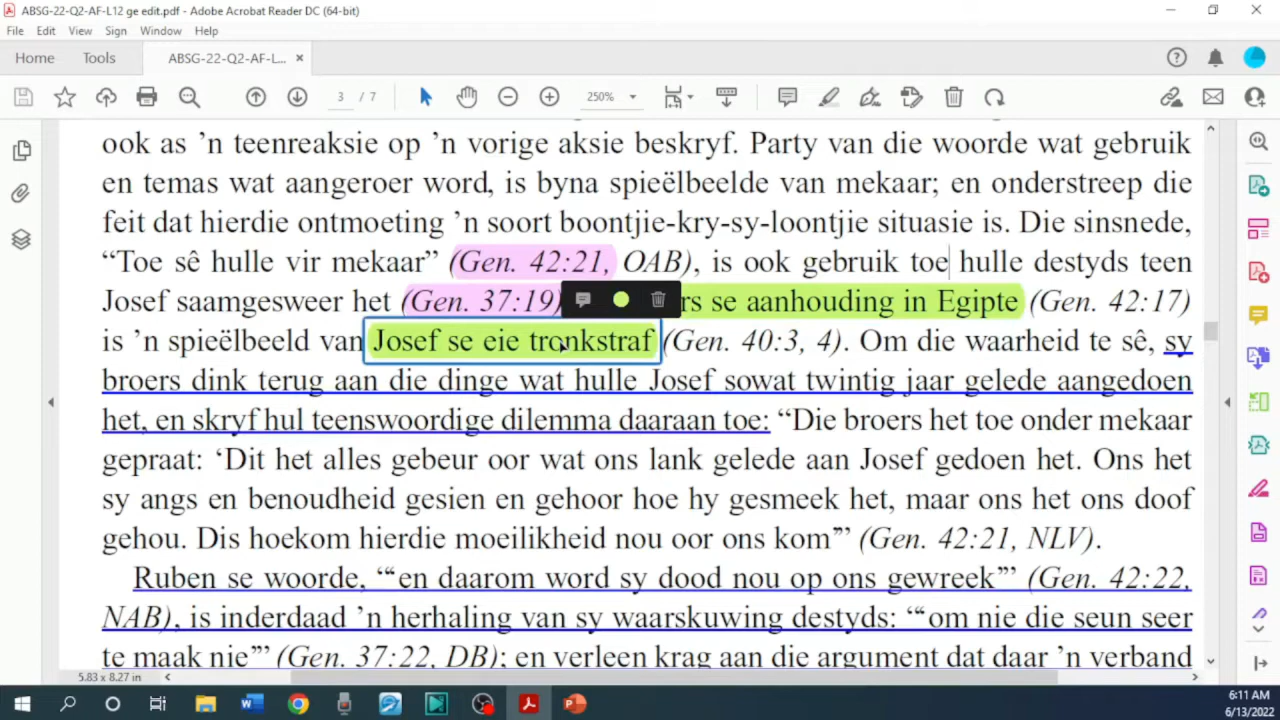 ABSG-22-Q2-AF-L12 ge edit.pdf - Adobe Acrobat Reader DC (64-bit)
File Edit View Sign Window Help
Home Tools ABSG-22-Q2-AF-L... ×
3 / 7 250%
ook as ’n teenreaksie op ’n vorige aksie beskryf. Party van die woorde wat gebruik
en temas wat aangeroer word, is byna spieëlbeelde van mekaar; en onderstreep die
feit dat hierdie ontmoeting ’n soort boontjie-kry-sy-loontjie situasie is. Die sinsnede,
“Toe sê hulle vir mekaar” (Gen. 42:21, OAB), is ook gebruik toe hulle destyds teen
Josef saamgesweer het (Gen. 37:19) rs se aanhouding in Egipte (Gen. 42:17)
is ’n spieëlbeeld van Josef se eie tronkstraf (Gen. 40:3, 4). Om die waarheid te sê, sy
broers dink terug aan die dinge wat hulle Josef sowat twintig jaar gelede aangedoen
het, en skryf hul teenswoordige dilemma daaraan toe: “Die broers het toe onder mekaar
gepraat: ‘Dit het alles gebeur oor wat ons lank gelede aan Josef gedoen het. Ons het
sy angs en benoudheid gesien en gehoor hoe hy gesmeek het, maar ons het ons doof
gehou. Dis hoekom hierdie moeilikheid nou oor ons kom’” (Gen. 42:21, NLV).
Ruben se woorde, “‘en daarom word sy dood nou op ons gewreek’” (Gen. 42:22,
NAB), is inderdaad ’n herhaling van sy waarskuwing destyds: “‘om nie die seun seer
te maak nie’” (Gen. 37:22, DB); en verleen krag aan die argument dat daar ’n verband
5.83 x 8.27 in
6:11 AM
6/13/2022